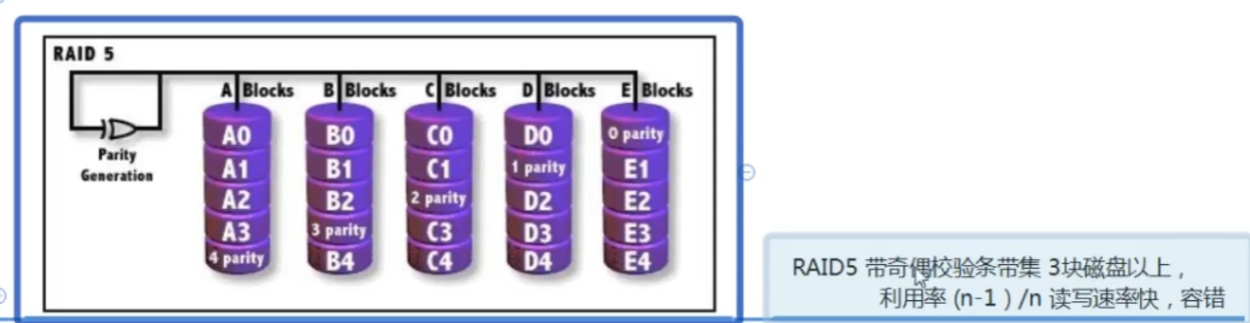 RAID 5
A Blocks B Blocks C Blocks D Blocks E Blocks
Parity
Generation
A0 B0 C0 D0 0 parity
A1 B1 C1 1 parity E1
A2 B2 2 parity D2 E2
A3 3 parity C3 D3 E3
4 parity B4 C4 D4 E4
RAID5 带奇偶校验条带集 3块磁盘以上，
利用率 (n-1 ) /n 读写速率快，容错